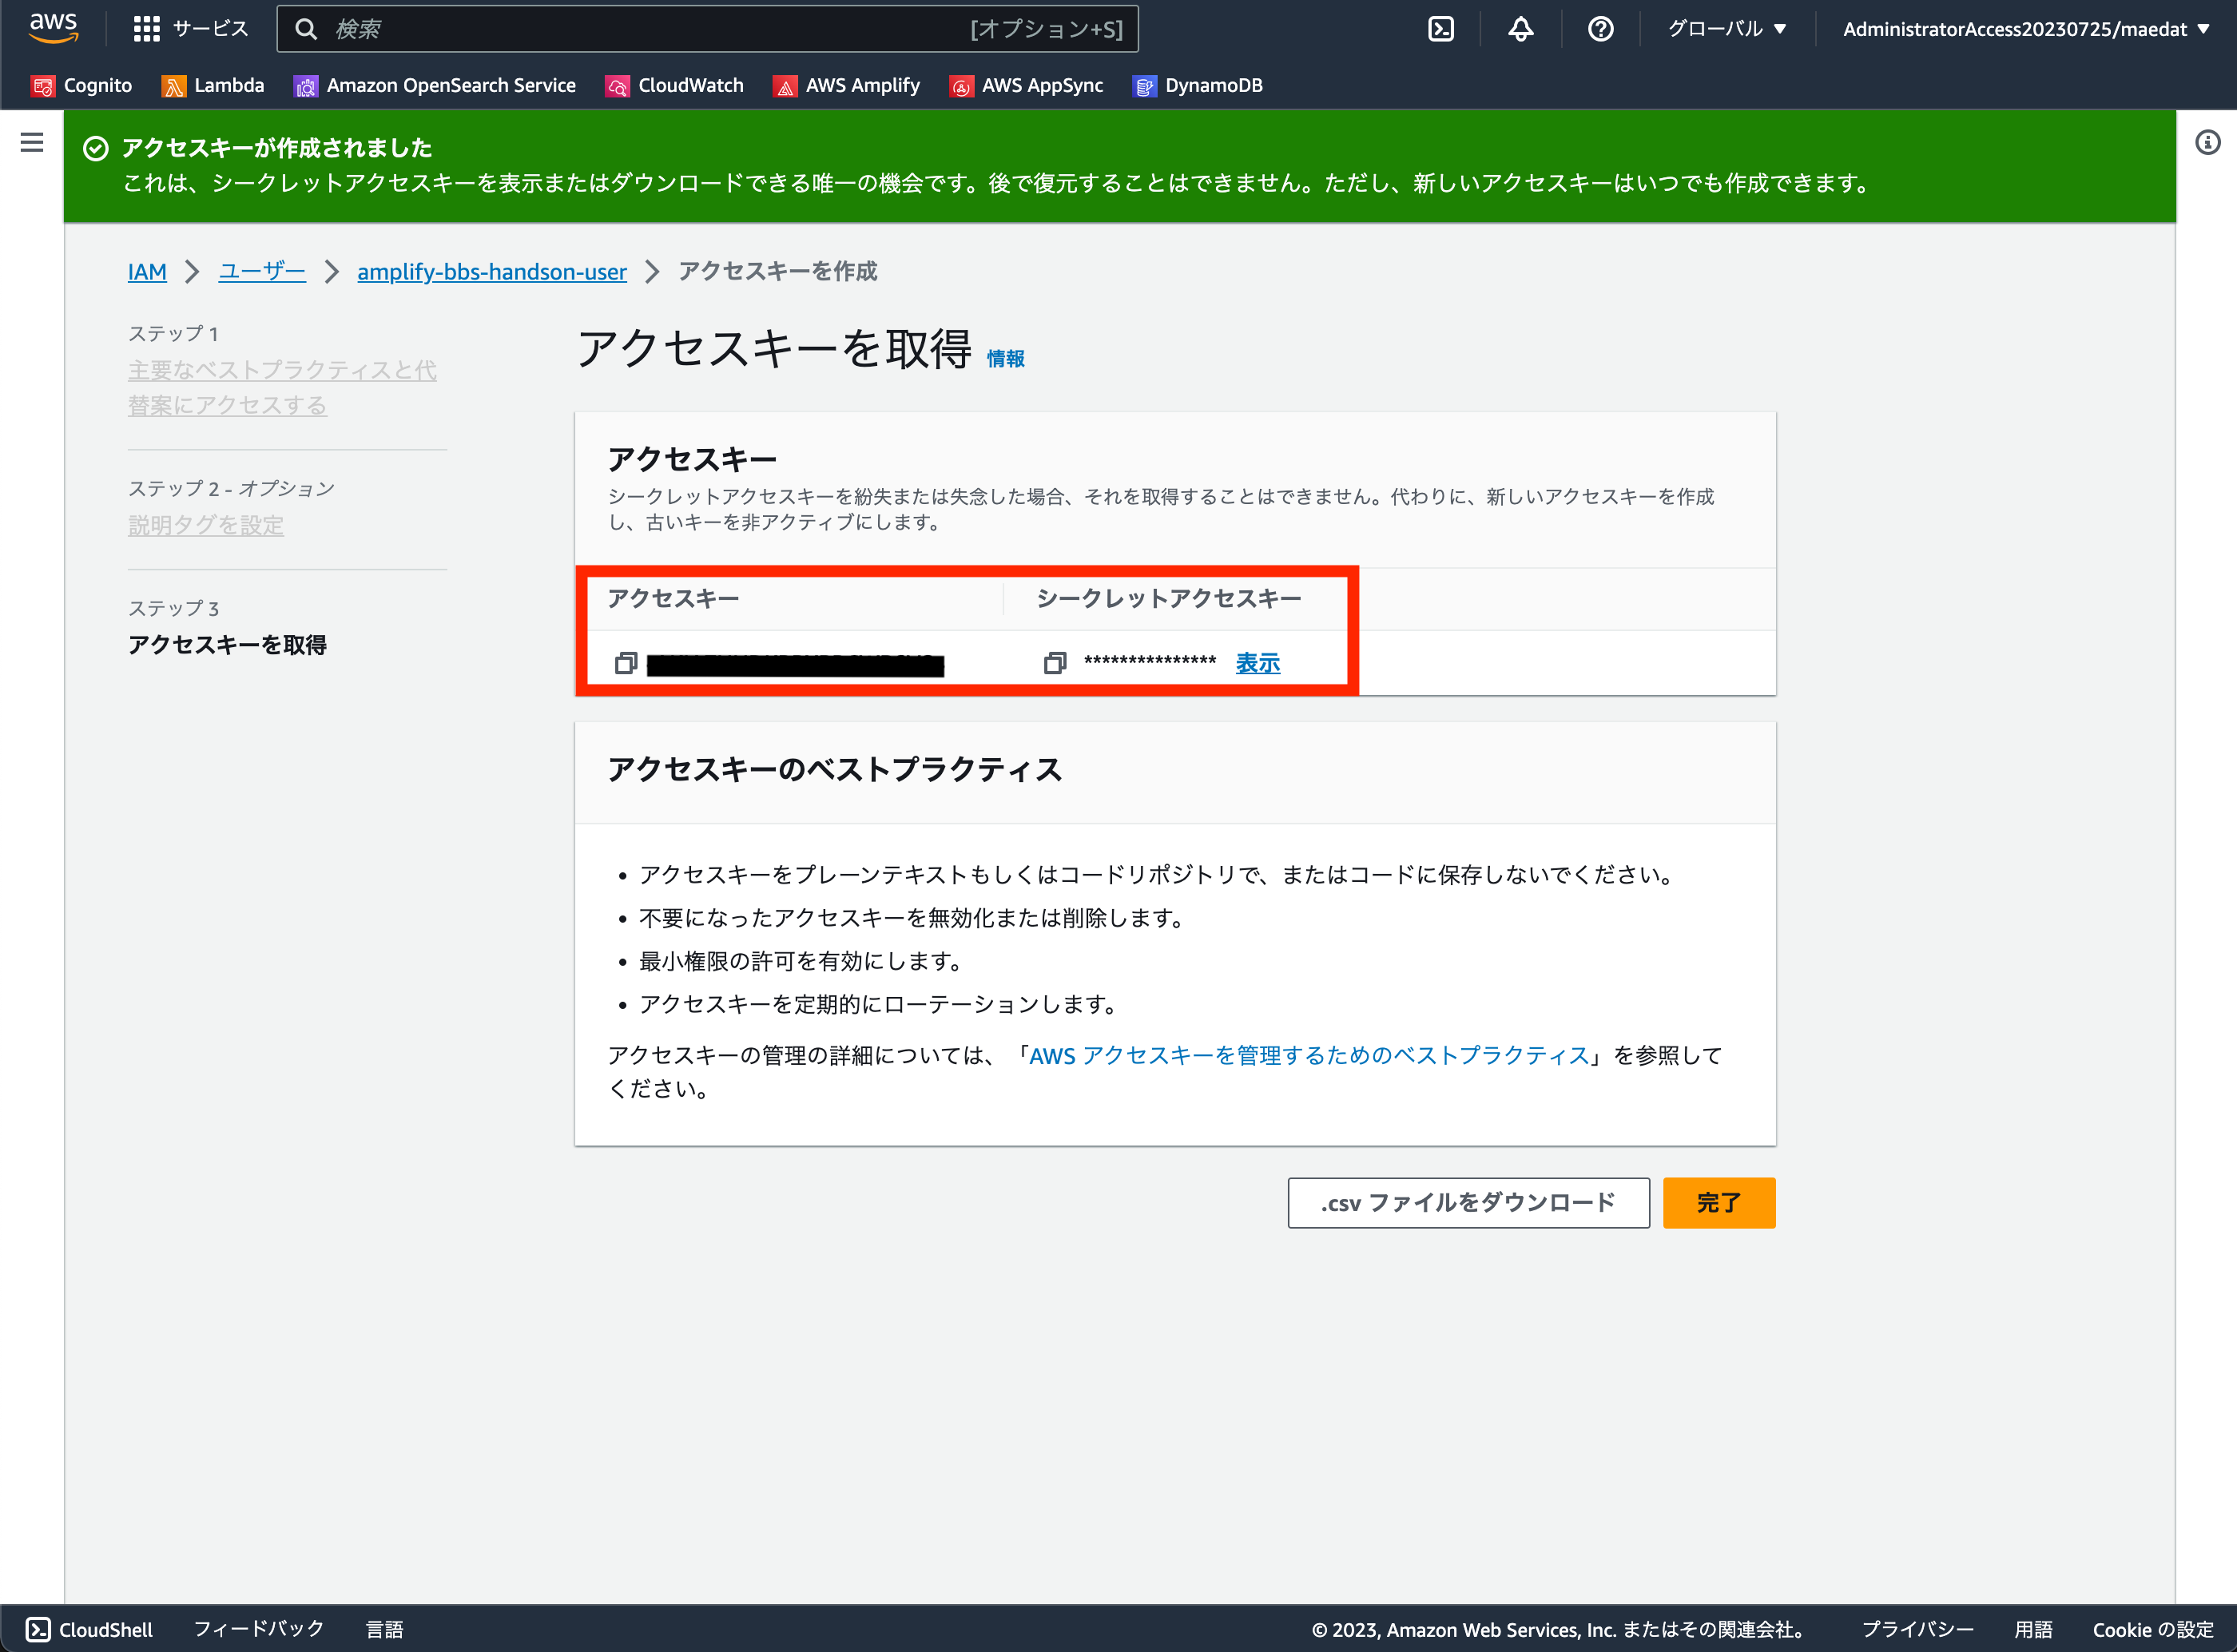 aws
サービス
検索
[オプション+S]
グローバル ▼
AdministratorAccess20230725/maedat ▼
Cognito
Lambda
Amazon OpenSearch Service
CloudWatch
AWS Amplify
AWS AppSync
DynamoDB
アクセスキーが作成されました
これは、シークレットアクセスキーを表示またはダウンロードできる唯一の機会です。後で復元することはできません。ただし、新しいアクセスキーはいつでも作成できます。
IAM
ユーザー
amplify-bbs-handson-user
アクセスキーを作成
ステップ 1
主要なベストプラクティスと代
替案にアクセスする
ステップ 2 - オプション
説明タグを設定
ステップ 3
アクセスキーを取得
アクセスキーを取得 情報
アクセスキー
シークレットアクセスキーを紛失または失念した場合、それを取得することはできません。代わりに、新しいアクセスキーを作成
し、古いキーを非アクティブにします。
アクセスキー
シークレットアクセスキー
*************** 表示
アクセスキーのベストプラクティス
• アクセスキーをプレーンテキストもしくはコードリポジトリで、またはコードに保存しないでください。
• 不要になったアクセスキーを無効化または削除します。
• 最小権限の許可を有効にします。
• アクセスキーを定期的にローテーションします。
アクセスキーの管理の詳細については、「AWS アクセスキーを管理するためのベストプラクティス」を参照して
ください。
.csv ファイルをダウンロード
完了
CloudShell
フィードバック
言語
© 2023, Amazon Web Services, Inc. またはその関連会社。
プライバシー
用語
Cookie の設定